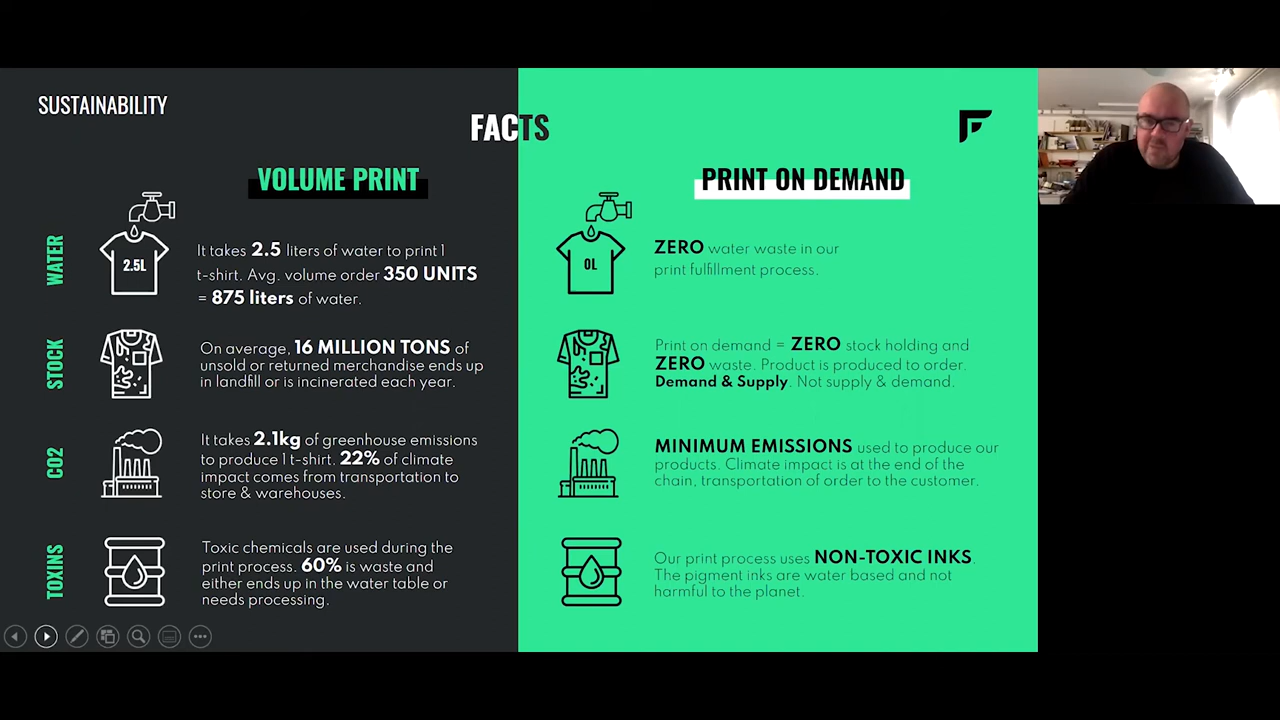 SUSTAINABILITY
FACTS
VOLUME PRINT
WATER
2.5L
It takes 2.5 liters of water to print 1
t-shirt. Avg. volume order 350 UNITS
= 875 liters of water.
STOCK
On average, 16 MILLION TONS of
unsold or returned merchandise ends up
in landfill or is incinerated each year.
CO2
It takes 2.1kg of greenhouse emissions
to produce 1 t-shirt. 22% of climate
impact comes from transportation to
store & warehouses.
TOXINS
Toxic chemicals are used during the
print process. 60% is waste and
either ends up in the water table or
needs processing.
PRINT ON DEMAND
0L
ZERO water waste in our
print fulfillment process.
Print on demand = ZERO stock holding and
ZERO waste. Product is produced to order.
Demand & Supply. Not supply & demand.
MINIMUM EMISSIONS used to produce our
products. Climate impact is at the end of the
chain, transportation of order to the customer.
Our print process uses NON-TOXIC INKS.
The pigment inks are water based and not
harmful to the planet.